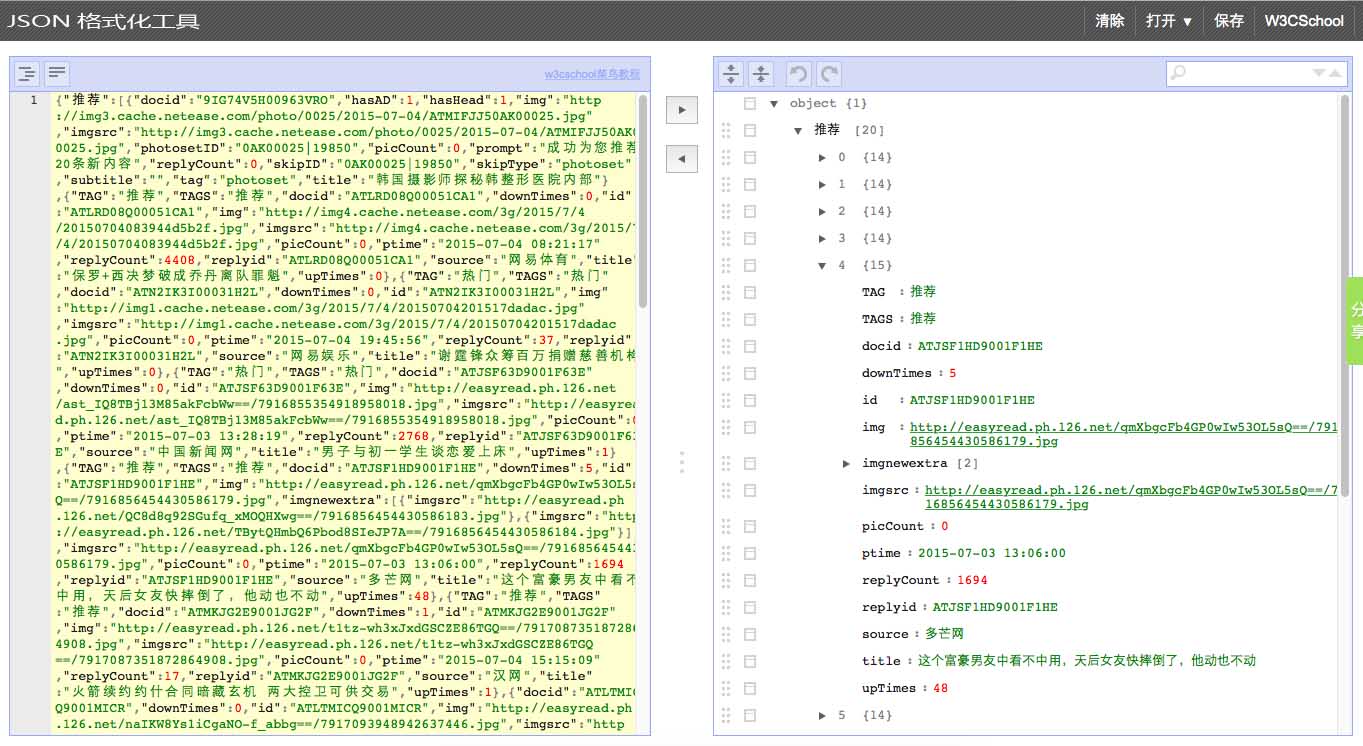 JSON 格式化工具
清除
打开 ▼
保存
W3CSchool
w3cschool菜鸟教程
1
{"推荐":[{"docid":"9IG74V5H00963VRO","hasAD":1,"hasHead":1,"img":"http
://img3.cache.netease.com/photo/0025/2015-07-04/ATMIFJJ50AK00025.jpg"
,"imgsrc":"http://img3.cache.netease.com/photo/0025/2015-07-04/ATMIFJJ50AK0
0025.jpg","photosetID":"0AK00025|19850","picCount":0,"prompt":"成功为您推荐
20条新内容","replyCount":0,"skipID":"0AK00025|19850","skipType":"photoset"
,"subtitle":"","tag":"photoset","title":"韩国摄影师探秘韩整形医院内部"}
,{"TAG":"推荐","TAGS":"推荐","docid":"ATLRD08Q00051CA1","downTimes":0,"id"
:"ATLRD08Q00051CA1","img":"http://img4.cache.netease.com/3g/2015/7/4
/20150704083944d5b2f.jpg","imgsrc":"http://img4.cache.netease.com/3g/2015/7
/4/20150704083944d5b2f.jpg","picCount":0,"ptime":"2015-07-04 08:21:17"
,"replyCount":4408,"replyid":"ATLRD08Q00051CA1","source":"网易体育","title"
:"保罗+西决梦破成乔丹离队罪魁","upTimes":0},{"TAG":"热门","TAGS":"热门"
,"docid":"ATN2IK3I00031H2L","downTimes":0,"id":"ATN2IK3I00031H2L","img"
:"http://img1.cache.netease.com/3g/2015/7/4/20150704201517dadac.jpg"
,"imgsrc":"http://img1.cache.netease.com/3g/2015/7/4/20150704201517dadac
.jpg","picCount":0,"ptime":"2015-07-04 19:45:56","replyCount":37,"replyid"
:"ATN2IK3I00031H2L","source":"网易娱乐","title":"谢霆锋众筹百万捐赠慈善机构
","upTimes":0},{"TAG":"热门","TAGS":"热门","docid":"ATJSF63D9001F63E"
,"downTimes":0,"id":"ATJSF63D9001F63E","img":"http://easyread.ph.126.net
/ast_IQ8TBj13M85akFcbWw==/7916855354918958018.jpg","imgsrc":"http://easyrea
d.ph.126.net/ast_IQ8TBj13M85akFcbWw==/7916855354918958018.jpg","picCount":0
,"ptime":"2015-07-03 13:28:19","replyCount":2768,"replyid":"ATJSF63D9001F63
E","source":"中国新闻网","title":"男子与初一学生谈恋爱上床","upTimes":1}
,{"TAG":"推荐","TAGS":"推荐","docid":"ATJSF1HD9001F1HE","downTimes":5,"id"
:"ATJSF1HD9001F1HE","img":"http://easyread.ph.126.net/qmXbgcFb4GP0wIw53OL5s
Q==/7916856454430586179.jpg","imgnewextra":[{"imgsrc":"http://easyread.ph
.126.net/QC8d8q92SGufq_xMOQHXwg==/7916856454430586183.jpg"},{"imgsrc":"http
://easyread.ph.126.net/TBytQHmbQ6Pbod8SIeJP7A==/7916856454430586184.jpg"}]
,"imgsrc":"http://easyread.ph.126.net/qmXbgcFb4GP0wIw53OL5sQ==/791685645443
0586179.jpg","picCount":0,"ptime":"2015-07-03 13:06:00","replyCount":1694
,"replyid":"ATJSF1HD9001F1HE","source":"多芒网","title":"这个富豪男友中看不
中用，天后女友快摔倒了，他动也不动","upTimes":48},{"TAG":"推荐","TAGS"
:"推荐","docid":"ATMKJG2E9001JG2F","downTimes":1,"id":"ATMKJG2E9001JG2F"
,"img":"http://easyread.ph.126.net/t1tz-wh3xJxdGSCZE86TGQ==/791708735187286
4908.jpg","imgsrc":"http://easyread.ph.126.net/t1tz-wh3xJxdGSCZE86TGQ
==/7917087351872864908.jpg","picCount":0,"ptime":"2015-07-04 15:15:09"
,"replyCount":17,"replyid":"ATMKJG2E9001JG2F","source":"汉网","title"
:"火箭续约约什合同暗藏玄机 两大控卫可供交易","upTimes":1},{"docid":"ATLTMIC
Q9001MICR","downTimes":0,"id":"ATLTMICQ9001MICR","img":"http://easyread.ph
.126.net/naIKW8Ys1iCgaNO-f_abbg==/7917093948942637446.jpg","imgsrc":"http
▼ object {1}
▼ 推荐 [20]
▶ 0 {14}
▶ 1 {14}
▶ 2 {14}
▶ 3 {14}
▼ 4 {15}
TAG : 推荐
TAGS : 推荐
docid : ATJSF1HD9001F1HE
downTimes : 5
id : ATJSF1HD9001F1HE
img : http://easyread.ph.126.net/qmXbgcFb4GP0wIw53OL5sQ==/791
6856454430586179.jpg
▶ imgnewextra [2]
imgsrc : http://easyread.ph.126.net/qmXbgcFb4GP0wIw53OL5sQ==/79
16856454430586179.jpg
picCount : 0
ptime : 2015-07-03 13:06:00
replyCount : 1694
replyid : ATJSF1HD9001F1HE
source : 多芒网
title : 这个富豪男友中看不中用，天后女友快摔倒了，他动也不动
upTimes : 48
▶ 5 {14}
分
享